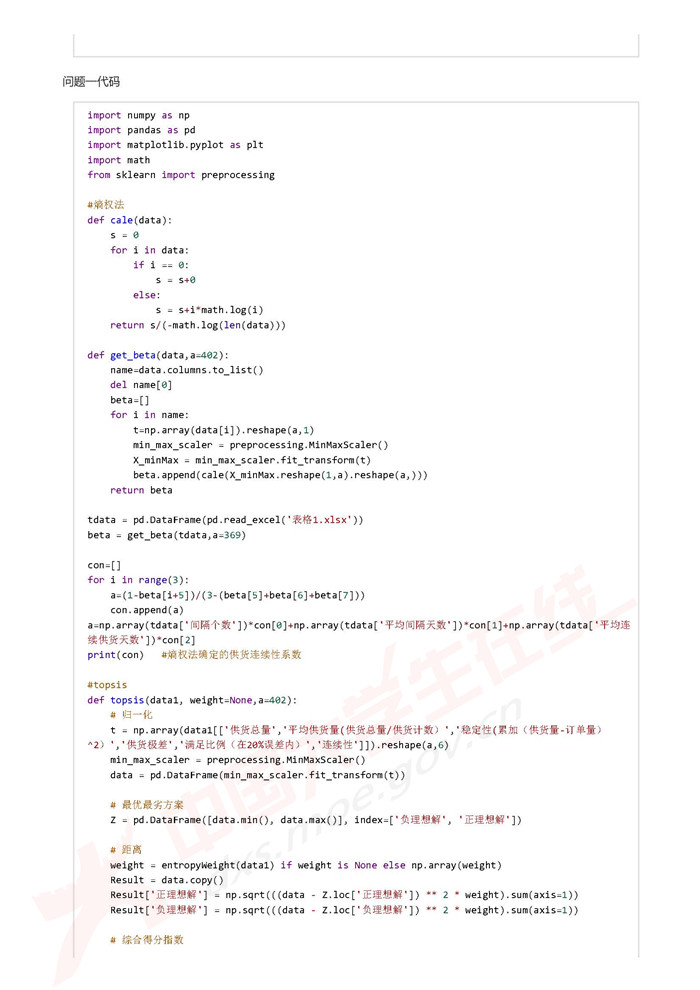 问题一代码
import numpy as np
import pandas as pd
import matplotlib.pyplot as plt
import math
from sklearn import preprocessing
#熵权法
def cale(data):
    s = 0
    for i in data:
        if i == 0:
            s = s+0
        else:
            s = s+i*math.log(i)
    return s/(-math.log(len(data)))
def get_beta(data,a=402):
    name=data.columns.to_list()
    del name[0]
    beta=[]
    for i in name:
        t=np.array(data[i]).reshape(a,1)
        min_max_scaler = preprocessing.MinMaxScaler()
        X_minMax = min_max_scaler.fit_transform(t)
        beta.append(cale(X_minMax.reshape(1,a).reshape(a,)))
    return beta
tdata = pd.DataFrame(pd.read_excel('表格1.xlsx'))
beta = get_beta(tdata,a=369)
con=[]
for i in range(3):
    a=(1-beta[i+5])/(3-(beta[5]+beta[6]+beta[7]))
    con.append(a)
a=np.array(tdata['间隔个数'])*con[0]+np.array(tdata['平均间隔天数'])*con[1]+np.array(tdata['平均连
续供货天数'])*con[2]
print(con)   #熵权法确定的供货连续性系数
#topsis
def topsis(data1, weight=None,a=402):
    # 归一化
    t = np.array(data1[['供货总量','平均供货量(供货总量/供货计数）','稳定性(累加（供货量-订单量）
^2）','供货极差','满足比例（在20%误差内）','连续性']]).reshape(a,6)
    min_max_scaler = preprocessing.MinMaxScaler()
    data = pd.DataFrame(min_max_scaler.fit_transform(t))
    # 最优最劣方案
    Z = pd.DataFrame([data.min(), data.max()], index=['负理想解', '正理想解'])
    # 距离
    weight = entropyWeight(data1) if weight is None else np.array(weight)
    Result = data.copy()
    Result['正理想解'] = np.sqrt(((data - Z.loc['正理想解']) ** 2 * weight).sum(axis=1))
    Result['负理想解'] = np.sqrt(((data - Z.loc['负理想解']) ** 2 * weight).sum(axis=1))
    # 综合得分指数